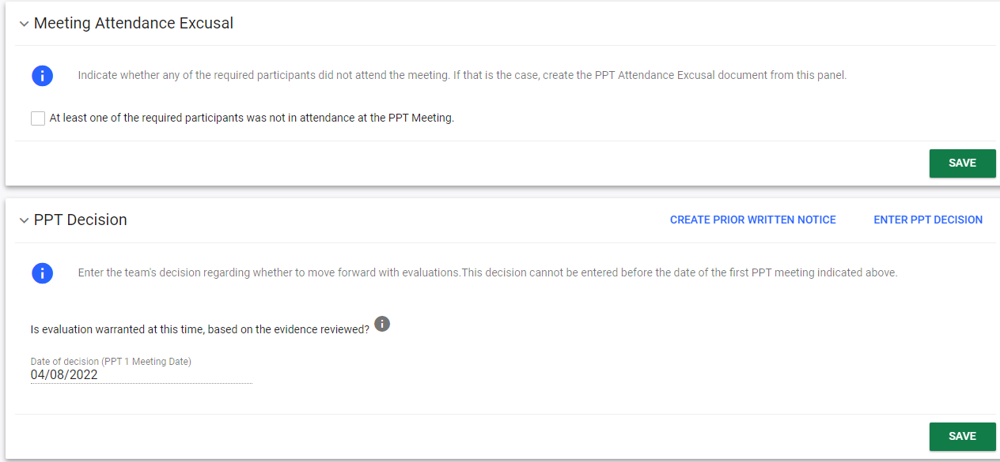 Meeting Attendance Excusal
Indicate whether any of the required participants did not attend the meeting. If that is the case, create the PPT Attendance Excusal document from this panel.
At least one of the required participants was not in attendance at the PPT Meeting.
SAVE
PPT Decision
CREATE PRIOR WRITTEN NOTICE
ENTER PPT DECISION
Enter the team's decision regarding whether to move forward with evaluations.This decision cannot be entered before the date of the first PPT meeting indicated above.
Is evaluation warranted at this time, based on the evidence reviewed?
Date of decision (PPT 1 Meeting Date)
04/08/2022
SAVE